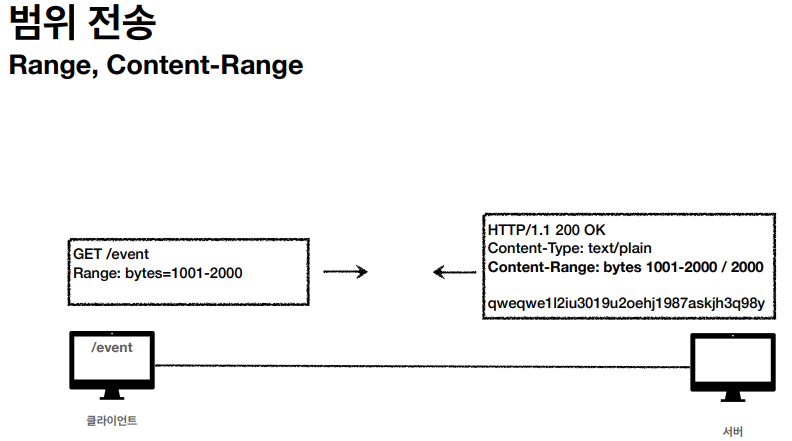 범위 전송
Range, Content-Range
GET /event
Range: bytes=1001-2000
HTTP/1.1 200 OK
Content-Type: text/plain
Content-Range: bytes 1001-2000 / 2000
qweqwe1l2iu3019u2oehj1987askjh3q98y
/event
클라이언트
서버